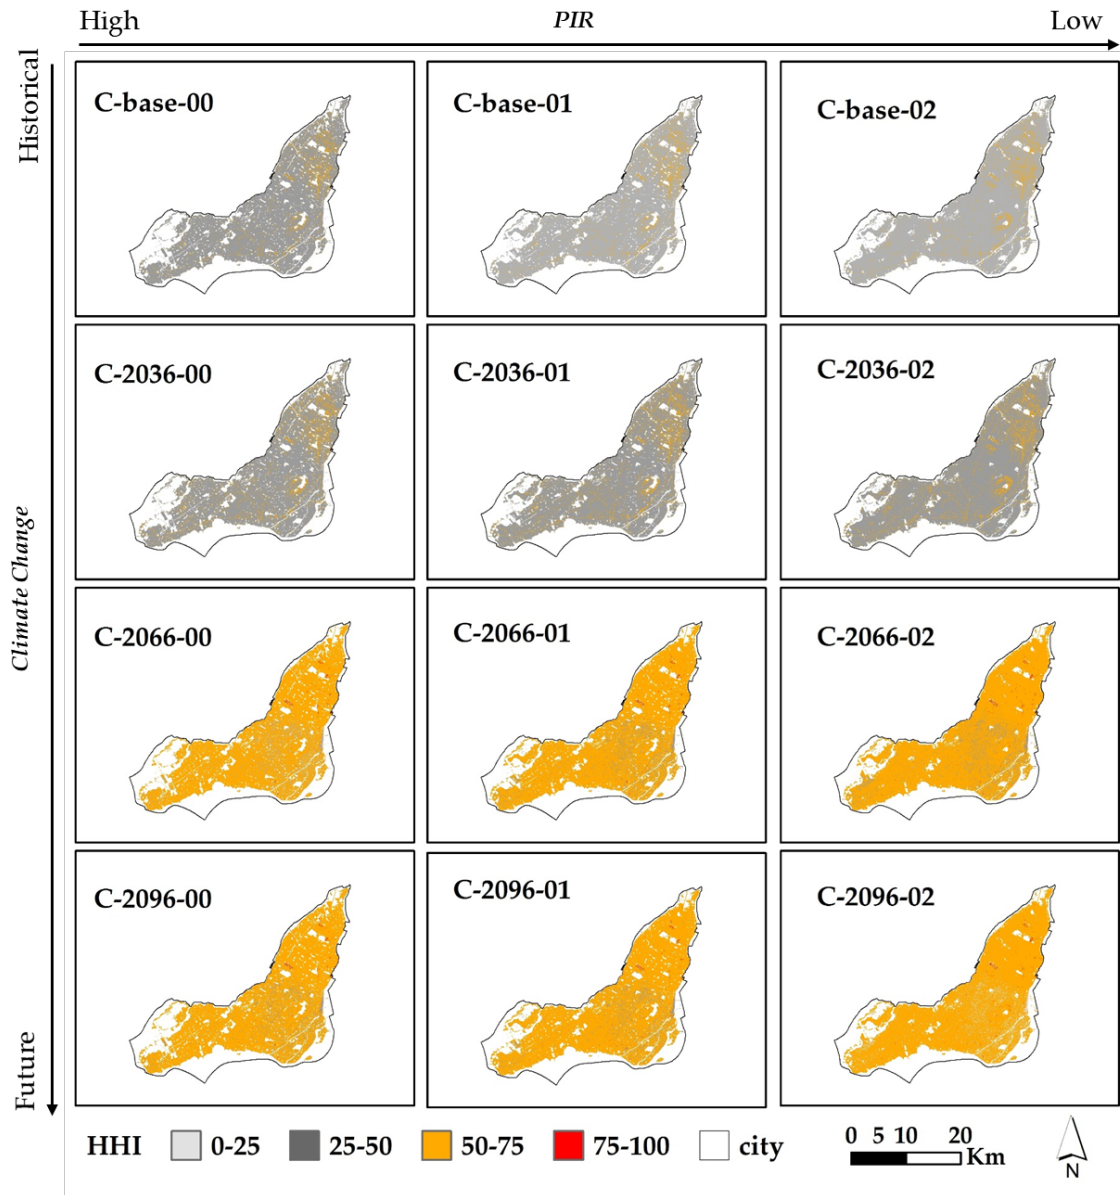 High PIR Low
Historical
C-base-00 C-base-01 C-base-02
C-2036-00 C-2036-01 C-2036-02
Climate Change
C-2066-00 C-2066-01 C-2066-02
C-2096-00 C-2096-01 C-2096-02
Future
HHI 0-25 25-50 50-75 75-100 city 0 5 10 20 Km
N